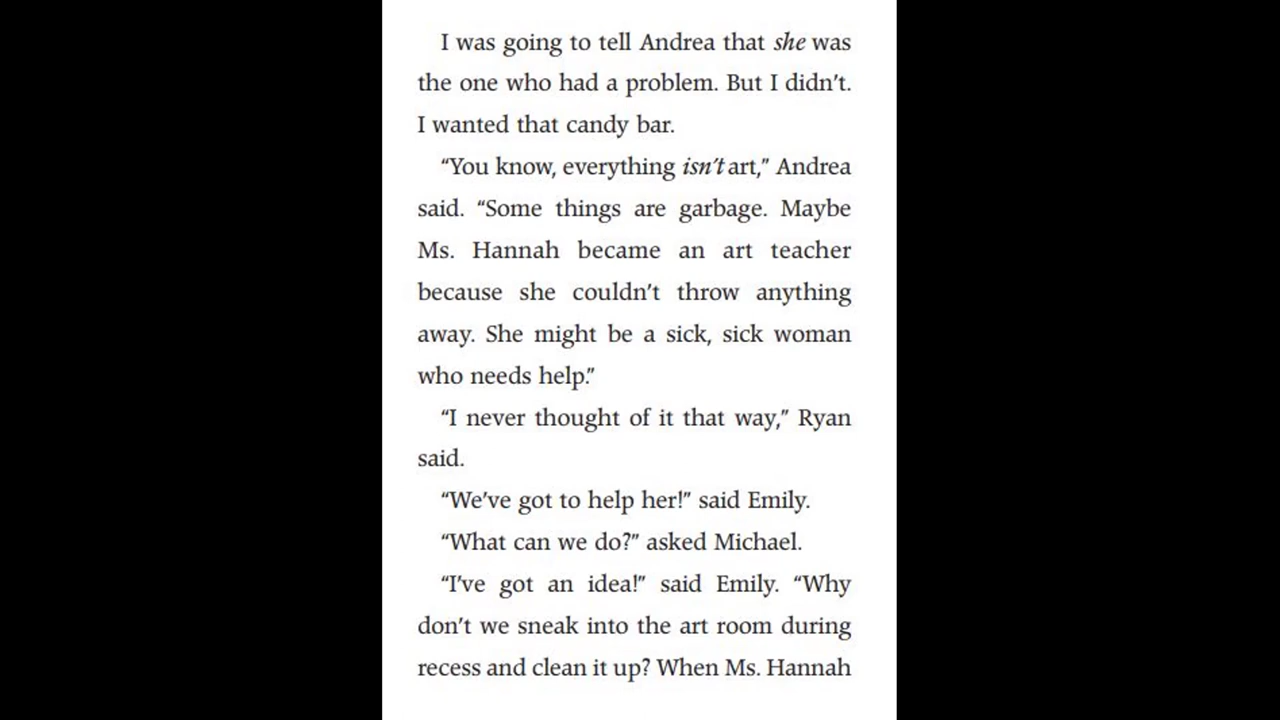 I was going to tell Andrea that she was
the one who had a problem. But I didn’t.
I wanted that candy bar.
“You know, everything isn’t art,” Andrea
said. “Some things are garbage. Maybe
Ms. Hannah became an art teacher
because she couldn’t throw anything
away. She might be a sick, sick woman
who needs help.”
“I never thought of it that way,” Ryan
said.
“We’ve got to help her!” said Emily.
“What can we do?” asked Michael.
“I’ve got an idea!” said Emily. “Why
don’t we sneak into the art room during
recess and clean it up? When Ms. Hannah